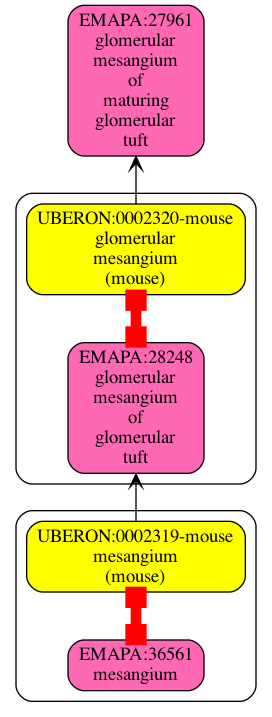 EMAPA:27961
glomerular
mesangium
of
maturing
glomerular
tuft
UBERON:0002320-mouse
glomerular
mesangium
(mouse)
EMAPA:28248
glomerular
mesangium
of
glomerular
tuft
UBERON:0002319-mouse
mesangium
(mouse)
EMAPA:36561
mesangium